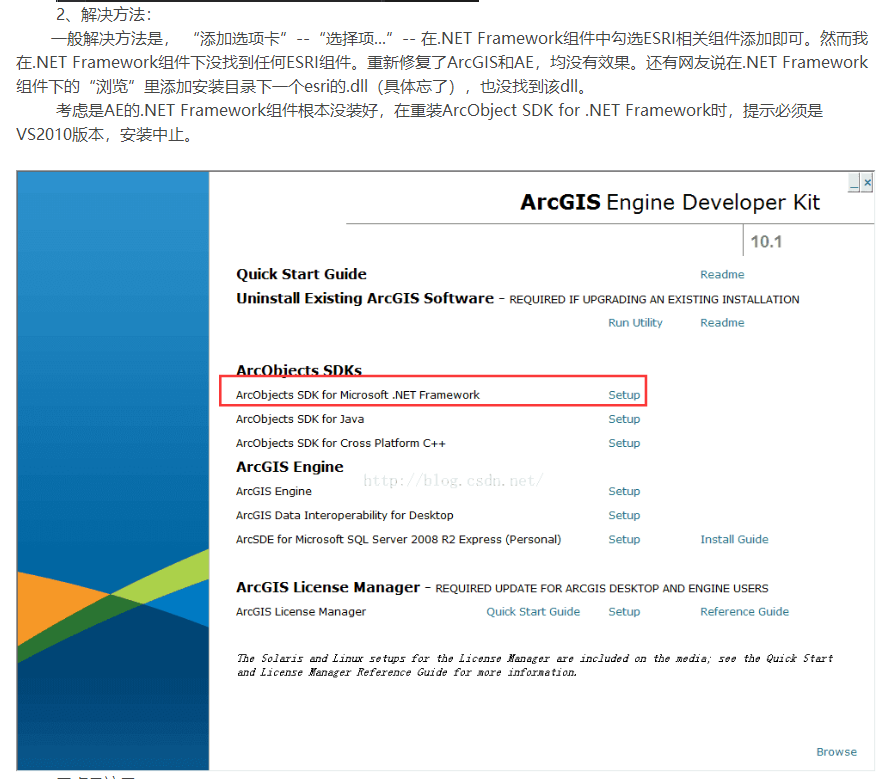 2、解决方法：
一般解决方法是， “添加选项卡” --“选择项...”-- 在.NET Framework组件中勾选ESRI相关组件添加即可。然而我
在.NET Framework组件下没找到任何ESRI组件。重新修复了ArcGIS和AE，均没有效果。还有网友说在.NET Framework
组件下的“浏览”里添加安装目录下一个esri的.dll（具体忘了），也没找到该dll。
考虑是AE的.NET Framework组件根本没装好，在重装ArcObject SDK for .NET Framework时，提示必须是
VS2010版本，安装中止。
_ ×
ArcGIS Engine Developer Kit
10.1
Quick Start Guide Readme
Uninstall Existing ArcGIS Software - REQUIRED IF UPGRADING AN EXISTING INSTALLATION
Run Utility Readme
ArcObjects SDKs
ArcObjects SDK for Microsoft .NET Framework Setup
ArcObjects SDK for Java Setup
ArcObjects SDK for Cross Platform C++ Setup
ArcGIS Engine
http://blog.csdn.net/
ArcGIS Engine Setup
ArcGIS Data Interoperability for Desktop Setup
ArcSDE for Microsoft SQL Server 2008 R2 Express (Personal) Setup Install Guide
ArcGIS License Manager - REQUIRED UPDATE FOR ARCGIS DESKTOP AND ENGINE USERS
ArcGIS License Manager Quick Start Guide Setup Reference Guide
The Solaris and Linux setups for the License Manager are included on the media; see the Quick Start
and License Manager Reference Guide for more information.
Browse